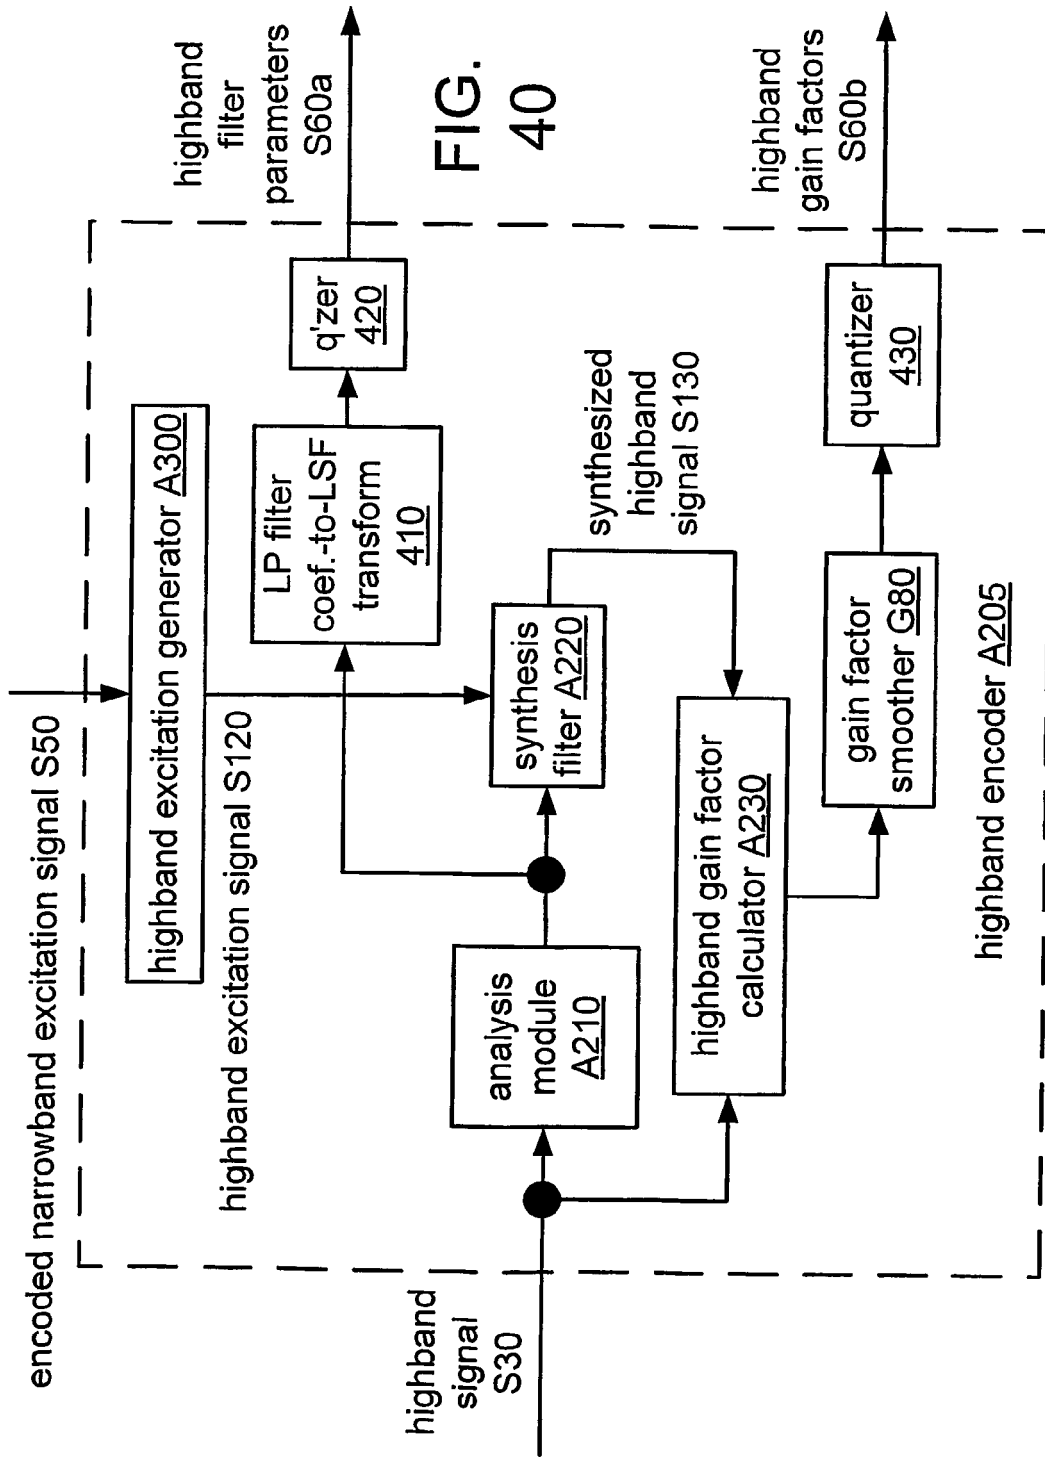 encoded narrowband excitation signal S50
highband excitation generator A300
highband excitation signal S120
highband
signal
S30
analysis
module
A210
LP filter
coef.-to-LSF
transform
410
q'zer
420
highband
filter
parameters
S60a
FIG.
40
synthesis
filter A220
synthesized
highband
signal S130
highband gain factor
calculator A230
gain factor
smoother G80
quantizer
430
highband
gain factors
S60b
highband encoder A205